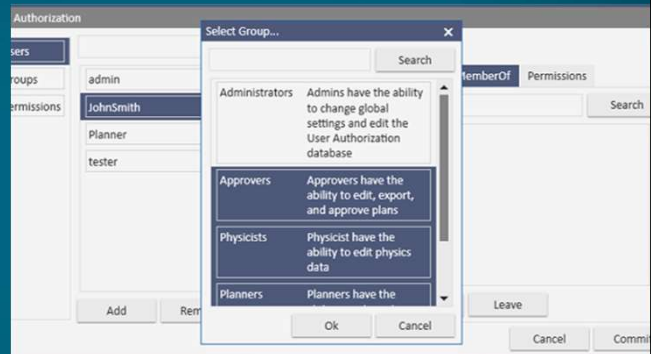 Authorization
Select Group...
Search
Administrators Admins have the ability
to change global
settings and edit the
User Authorization
database
Approvers Approvers have the
ability to edit, export,
and approve plans
Physicists Physicist have the
ability to edit physics
data
Planners Planners have the
Ok Cancel
sers
roups
ermissions
admin
JohnSmith
Planner
tester
Add Rem
MemberOf Permissions
Search
Leave
Cancel Commi